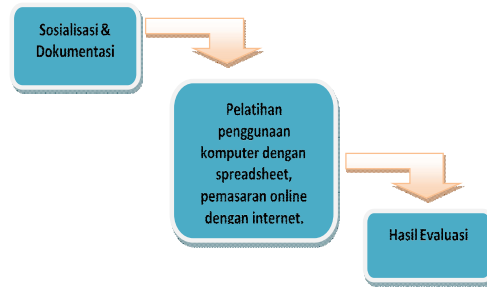 Sosialisasi &
Dokumentasi
Pelatihan
penggunaan
komputer dengan
spreadsheet,
pemasaran online
dengan internet.
Hasil Evaluasi